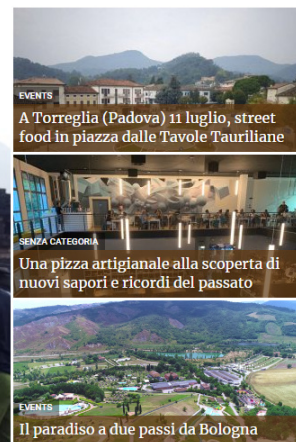 EVENTS
A Torreglia (Padova) 11 luglio, street
food in piazza dalle Tavole Tauriliane
SENZA CATEGORIA
Una pizza artigianale alla scoperta di
nuovi sapori e ricordi del passato
EVENTS
Il paradiso a due passi da Bologna